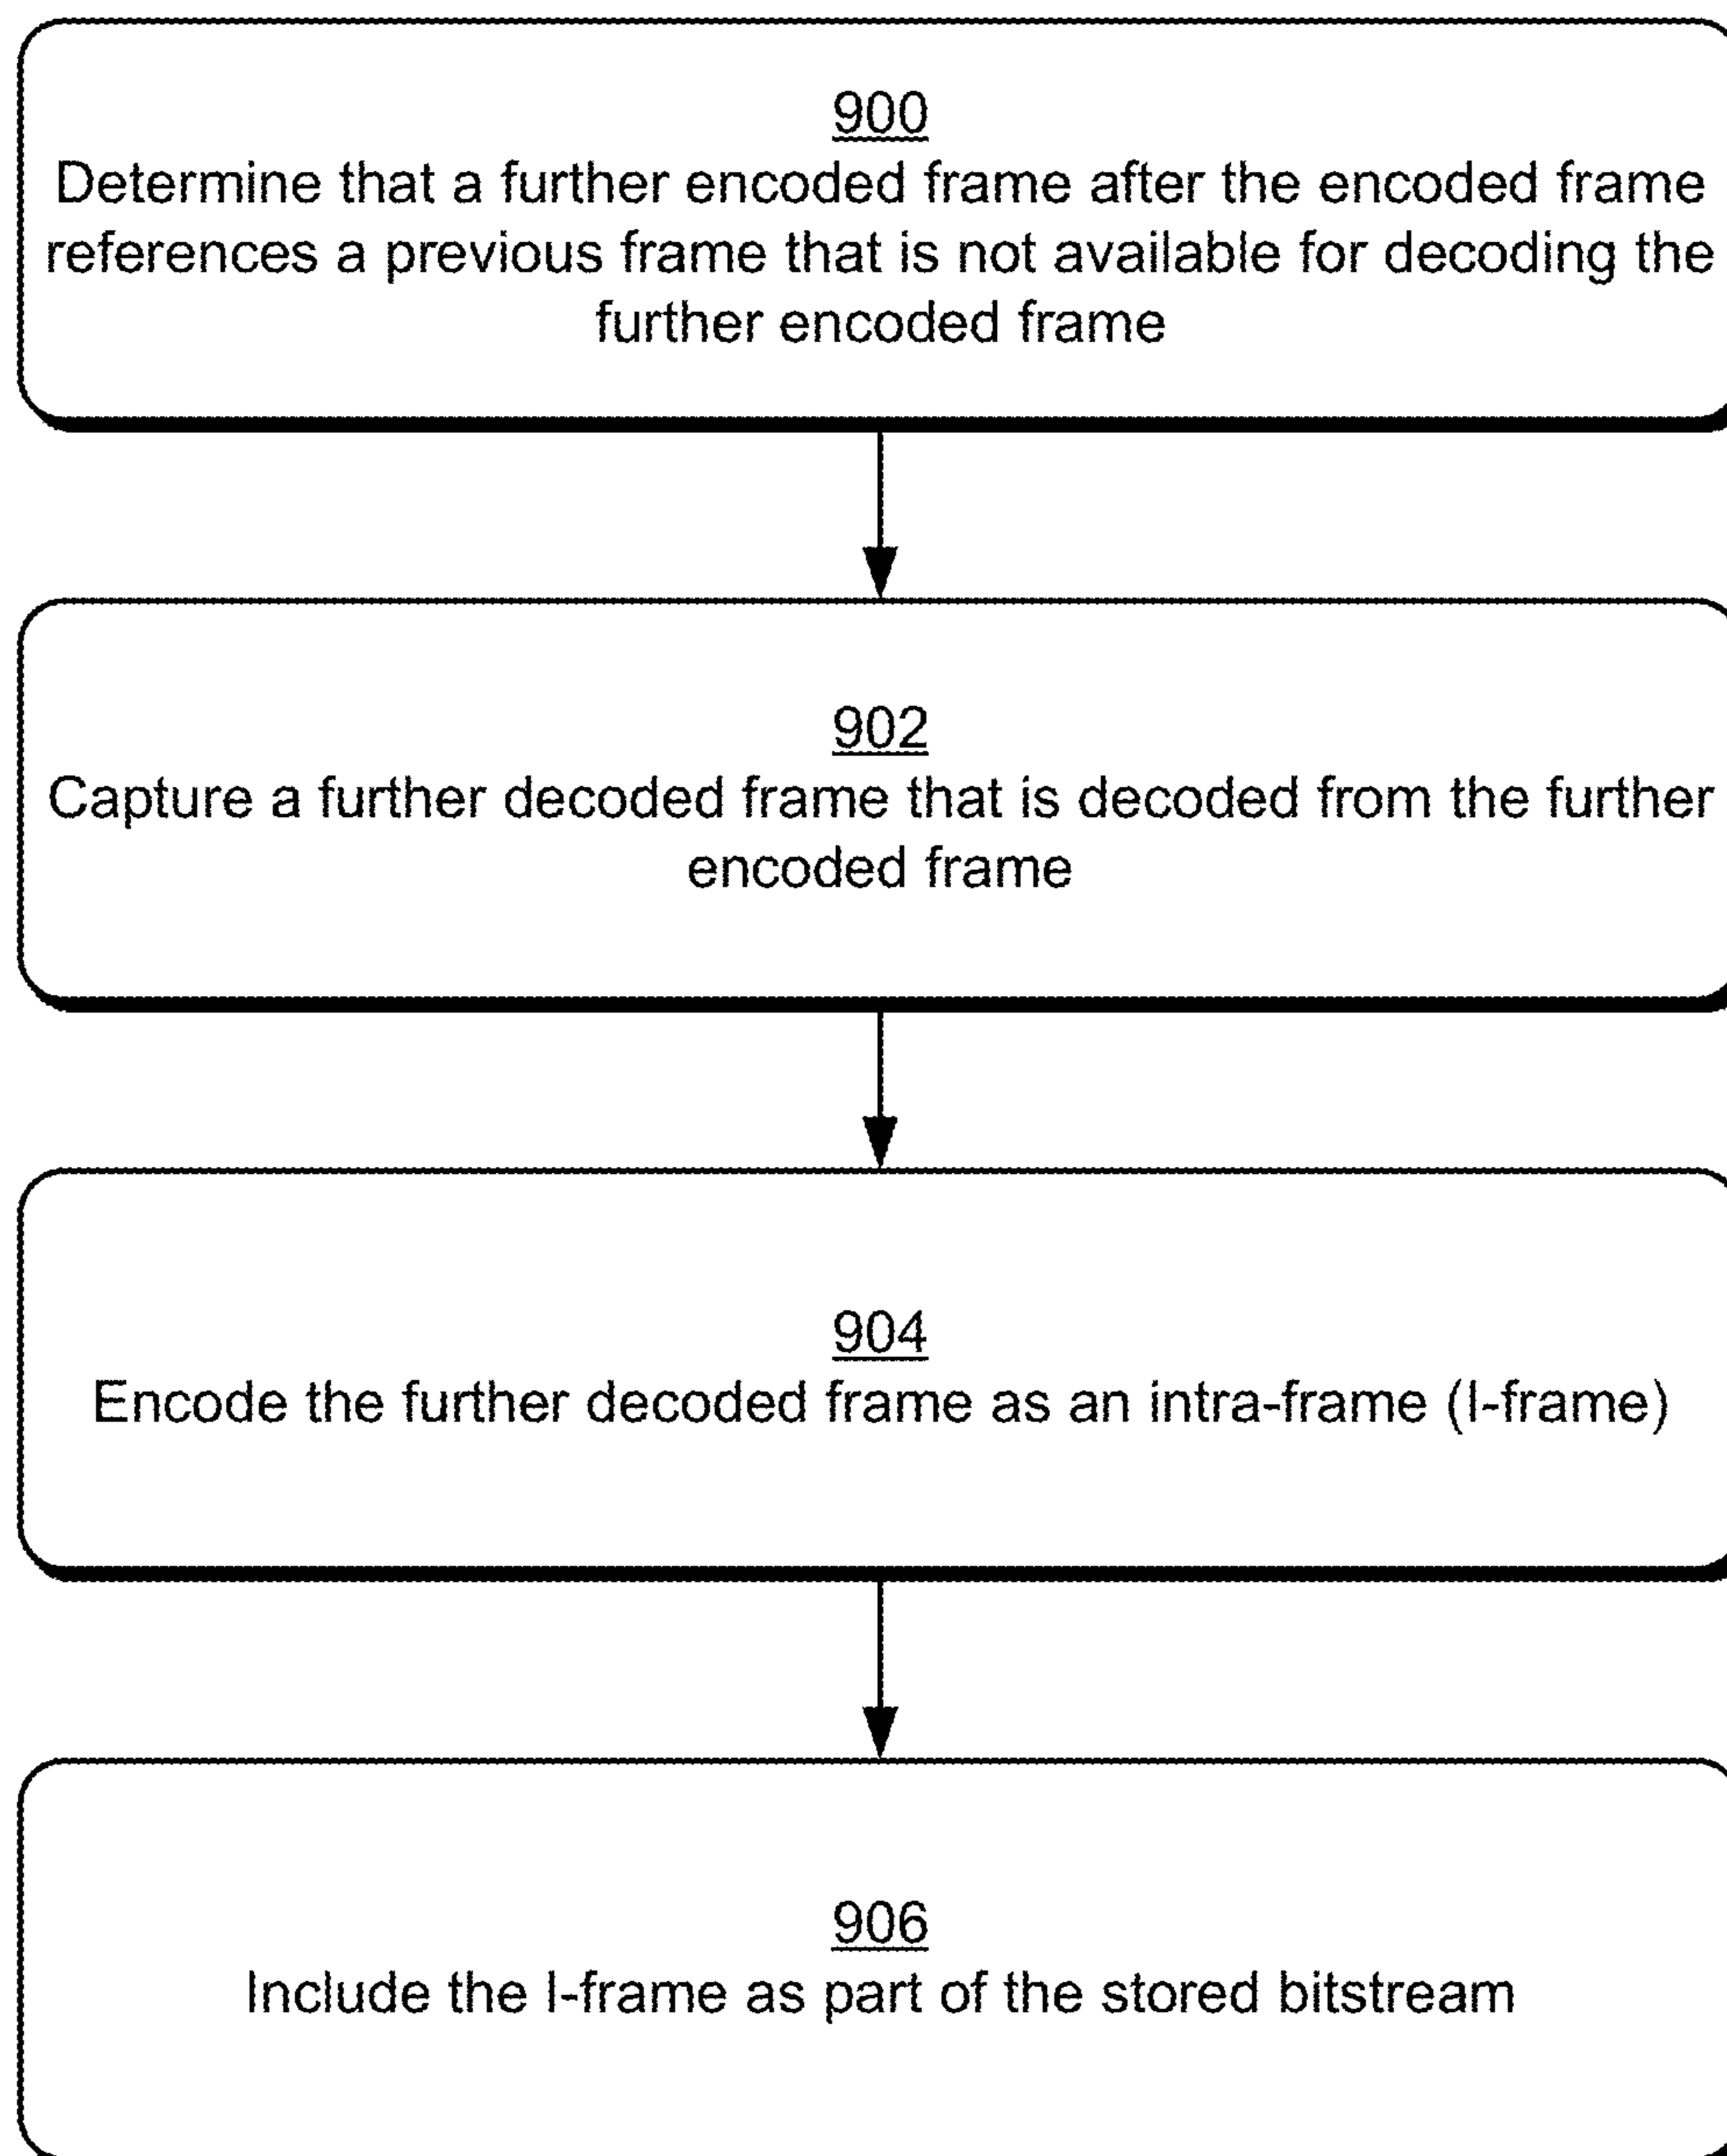 900
Determine that a further encoded frame after the encoded frame
references a previous frame that is not available for decoding the
further encoded frame
902
Capture a further decoded frame that is decoded from the further
encoded frame
904
Encode the further decoded frame as an intra-frame (I-frame)
906
Include the I-frame as part of the stored bitstream